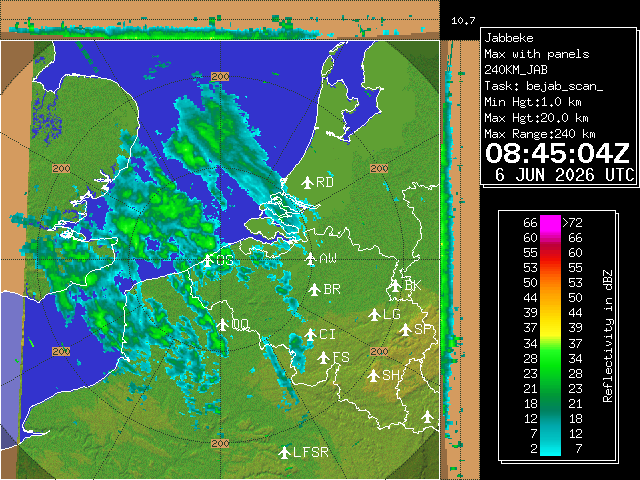 10.7
Jabbeke
Max with panels
240KM_JAB
Task: bejab_scan_
Min Hgt:1.0 km
Max Hgt:20.0 km
Max Range:240 km
08:45:04Z
6 JUN 2026 UTC
200
200
200
200
200
200
RD
OS
AW
BR
BK
LG
SP
QO
CI
FS
SH
LFSR
66 >72
60 66
55 60
53 59
50 53
44 50
39 44
37 39
34 37
28 34
23 28
21 23
18 21
12 18
7 12
2 7
Reflectivity in dBZ